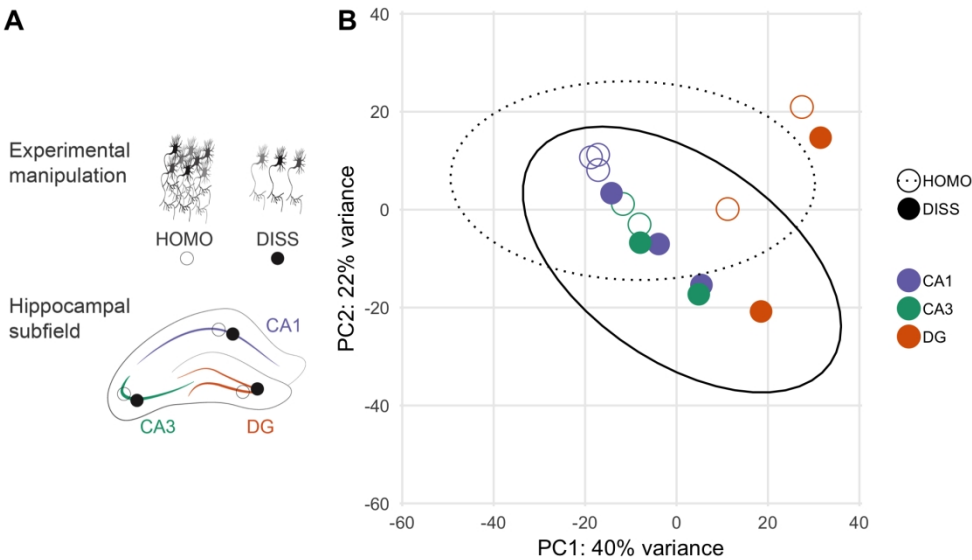 A
Experimental
manipulation
HOMO
DISS
Hippocampal
subfield
CA1
CA3
DG
B
PC2: 22% variance
40
20
0
-20
-40
-60
-60
-40
-20
0
20
40
PC1: 40% variance
HOMO
DISS
CA1
CA3
DG